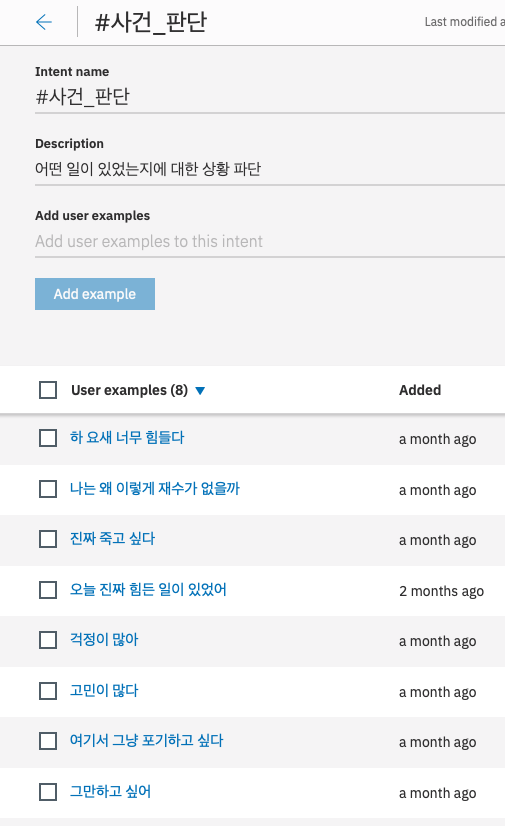 #사건_판단
Last modified a
Intent name
#사건_판단
Description
어떤 일이 있었는지에 대한 상황 파단
Add user examples
Add user examples to this intent
Add example
User examples (8) ▼ Added
하 요새 너무 힘들다 a month ago
나는 왜 이렇게 재수가 없을까 a month ago
진짜 죽고 싶다 a month ago
오늘 진짜 힘든 일이 있었어 2 months ago
걱정이 많아 a month ago
고민이 많다 a month ago
여기서 그냥 포기하고 싶다 a month ago
그만하고 싶어 a month ago